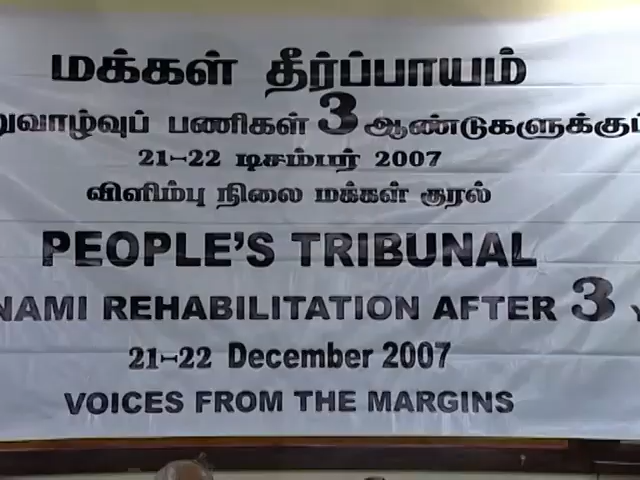 மக்கள் தீர்ப்பாயம்
றுவாழ்வுப் பணிகள் 3 ஆண்டுகளுக்குப்
21-22 டிசம்பர் 2007
விளிம்பு நிலை மக்கள் குரல்
PEOPLE'S TRIBUNAL
NAMI REHABILITATION AFTER 3 Y
21-22 December 2007
VOICES FROM THE MARGINS